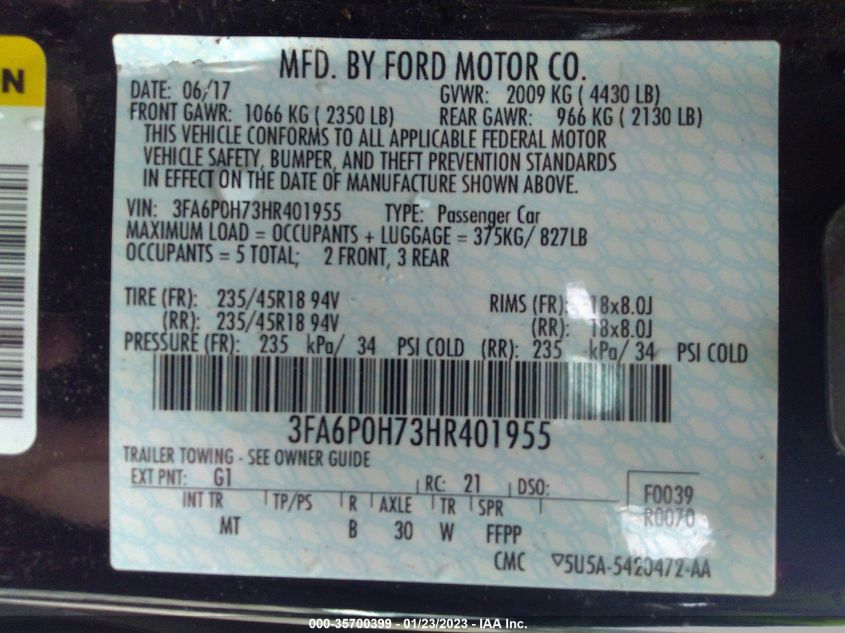 MFD. BY FORD MOTOR CO.
DATE: 06/17 GVWR: 2009 KG ( 4430 LB)
FRONT GAWR: 1066 KG ( 2350 LB) REAR GAWR: 966 KG ( 2130 LB)
THIS VEHICLE CONFORMS TO ALL APPLICABLE FEDERAL MOTOR
VEHICLE SAFETY, BUMPER, AND THEFT PREVENTION STANDARDS
IN EFFECT ON THE DATE OF MANUFACTURE SHOWN ABOVE.
VIN: 3FA6P0H73HR401955 TYPE: Passenger Car
MAXIMUM LOAD = OCCUPANTS + LUGGAGE = 375KG/ 827LB
OCCUPANTS = 5 TOTAL; 2 FRONT, 3 REAR
TIRE (FR): 235/45R18 94V RIMS (FR): 18x8.0J
(RR): 235/45R18 94V (RR): 18x8.0J
PRESSURE (FR): 235 kPa/ 34 PSI COLD (RR): 235 kPa/ 34 PSI COLD
3FA6P0H73HR401955
TRAILER TOWING - SEE OWNER GUIDE
EXT PNT: G1 RC: 21 DSO: F0039
INT TR TP/PS R AXLE TR SPR R0070
MT B 30 W FFPP
CMC 5U5A-5420472-AA
000-35700399 - 01/23/2023 - IAA Inc.